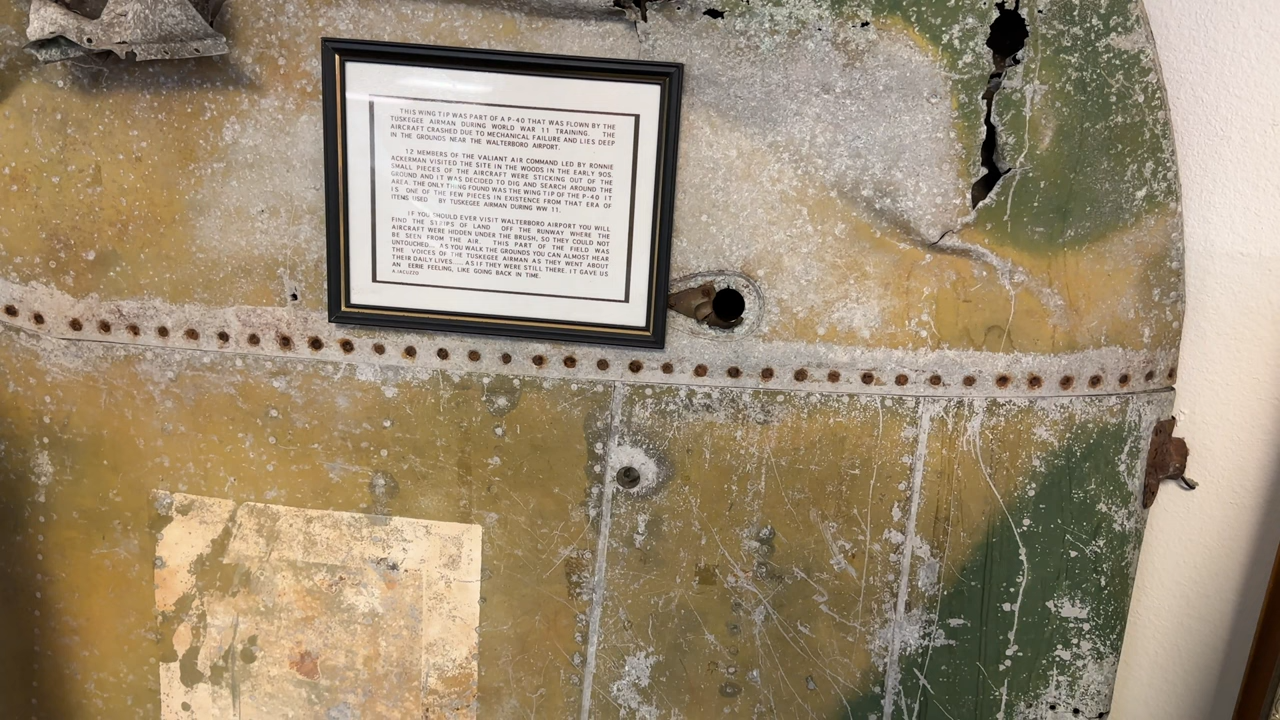 THIS WING TIP WAS PART OF A P-40 THAT WAS FLOWN BY THE
TUSKEGEE AIRMAN DURING WORLD WAR 11 TRAINING. THE
AIRCRAFT CRASHED DUE TO MECHANICAL FAILURE AND LIES DEEP
IN THE GROUNDS NEAR THE WALTERBORO AIRPORT.
12 MEMBERS OF THE VALIANT AIR COMMAND LED BY RONNIE
ACKERMAN VISITED THE SITE IN THE WOODS IN THE EARLY 90S.
SMALL PIECES OF THE AIRCRAFT WERE STICKING OUT OF THE
GROUND AND IT WAS DECIDED TO DIG AND SEARCH AROUND THE
AREA. THE ONLY THING FOUND WAS THE WING TIP OF THE P-40 IT
IS ONE OF THE FEW PIECES IN EXISTENCE FROM THAT ERA OF
ITEMS USED BY TUSKEGEE AIRMAN DURING WW 11.
IF YOU SHOULD EVER VISIT WALTERBORO AIRPORT YOU WILL
FIND THE STRIPS OF LAND OFF THE RUNWAY WHERE THE
AIRCRAFT WERE HIDDEN UNDER THE BRUSH, SO THEY COULD NOT
BE SEEN FROM THE AIR. THIS PART OF THE FIELD WAS
UNTOUCHED... AS YOU WALK THE GROUNDS YOU CAN ALMOST HEAR
THE VOICES OF THE TUSKEGEE AIRMAN AS THEY WENT ABOUT
THEIR DAILY LIVES..... AS IF THEY WERE STILL THERE. IT GAVE US
AN EERIE FEELING, LIKE GOING BACK IN TIME.
R.IACUZZO